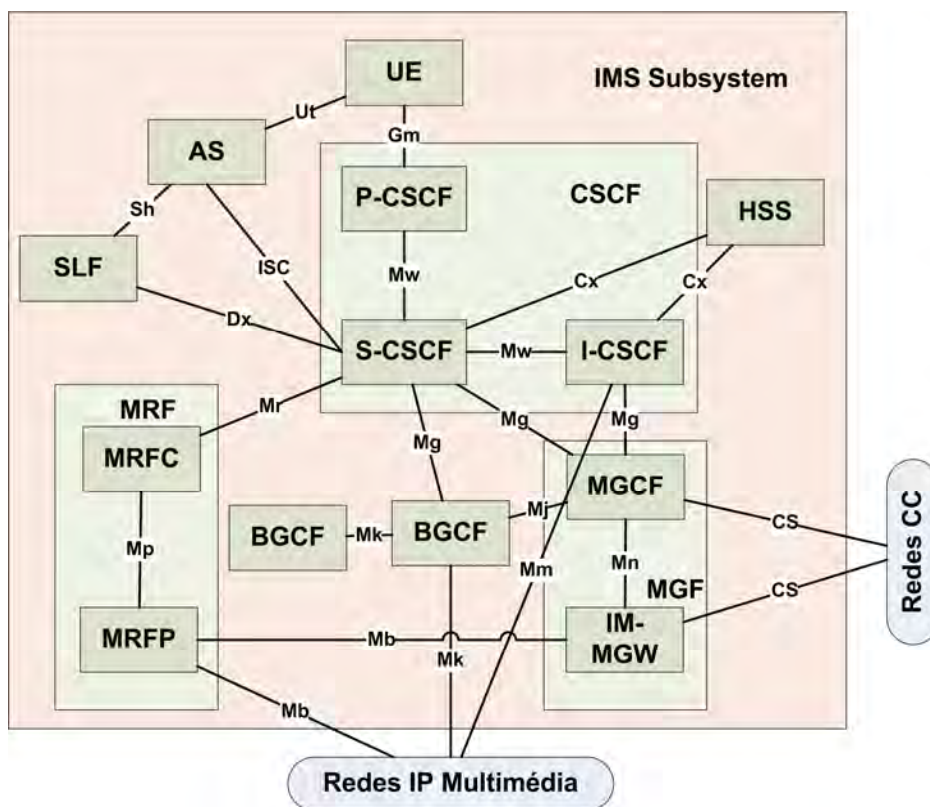 UE
IMS Subsystem
Ut
Gm
AS
P-CSCF
CSCF
HSS
Sh
SLF
ISC
Mw
Cx
Cx
Dx
S-CSCF
Mw
I-CSCF
Mr
MRF
Mg
Mg
Mg
MRFC
MGCF
BGCF
Mk
BGCF
Mj
CS
Redes CC
Mp
Mm
Mn
MGF
CS
MRFP
Mb
Mk
IM-
MGW
Mb
Redes IP Multimédia